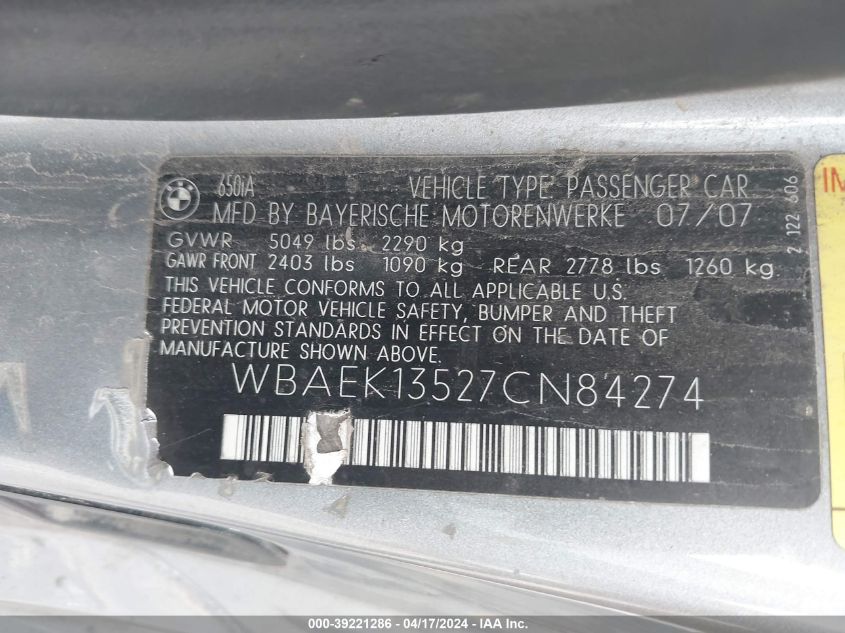 650iA VEHICLE TYPE PASSENGER CAR
MFD BY BAYERISCHE MOTORENWERKE 07/07
GVWR 5049 lbs 2290 kg
GAWR FRONT 2403 lbs 1090 kg REAR 2778 lbs 1260 kg
THIS VEHICLE CONFORMS TO ALL APPLICABLE U.S.
FEDERAL MOTOR VEHICLE SAFETY, BUMPER AND THEFT
PREVENTION STANDARDS IN EFFECT ON THE DATE OF
MANUFACTURE SHOWN ABOVE.
WBAEK13527CN84274
2 122 606
000-39221286 - 04/17/2024 - IAA Inc.